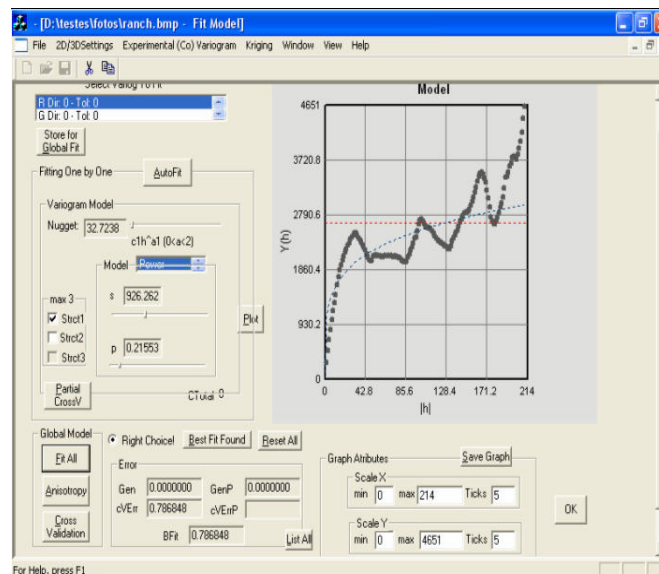 - [D:\testes\fotos\ranch.bmp - Fit Model]
File 2D/3DSettings Experimental (Co) Variogram Kriging Window View Help
Select Variog To Fit
R Dir: 0 - Tol: 0
G Dir: 0 - Tol: 0
Store for
Global Fit
Fitting One by One
AutoFit
Variogram Model
Nugget: 32.7238
c1h^a1 (0<a<2)
Model Power
max 3
s 926.262
Strct1
Strct2
Strct3
p 0.21553
Plot
Partial
CrossV
CTotal 0
Model
4651
3720.8
2790.6
1860.4
930.2
0
Y(h)
0 42.8 85.6 128.4 171.2 214
|h|
Global Model
Fit All
Anisotropy
Cross
Validation
Right Choice!
Best Fit Found
Reset All
Error
Gen 0.0000000 GenP 0.0000000
cVErr 0.786848 cVErrP
BFit 0.786848
List All
Graph Atributes
Save Graph
Scale X
min 0 max 214 Ticks 5
Scale Y
min 0 max 4651 Ticks 5
OK
For Help, press F1